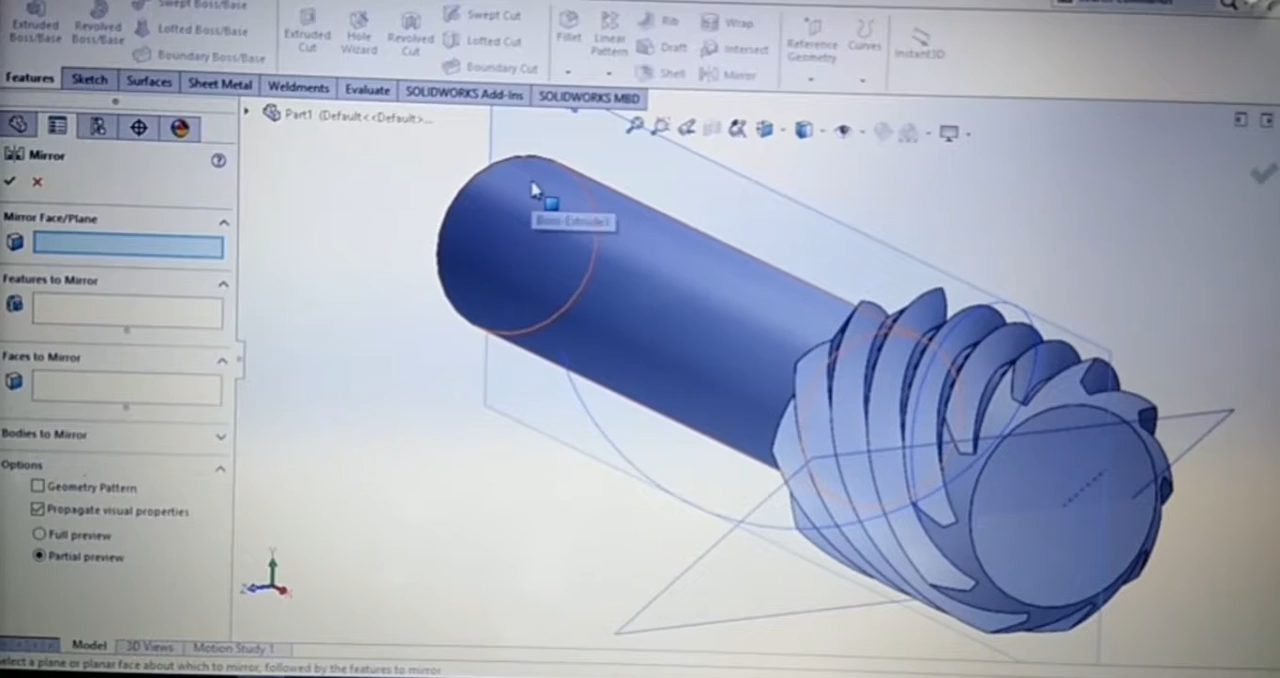 Swept Boss/Base
Extruded Boss/Base
Revolved Boss/Base
Lofted Boss/Base
Boundary Boss/Base
Extruded Cut
Hole Wizard
Revolved Cut
Swept Cut
Lofted Cut
Boundary Cut
Fillet
Linear Pattern
Rib
Draft
Shell
Wrap
Intersect
Mirror
Reference Geometry
Curves
Instant3D
Features
Sketch
Surfaces
Sheet Metal
Weldments
Evaluate
SOLIDWORKS Add-Ins
SOLIDWORKS MBD
Part1 (Default<<Default>...
Mirror
Mirror Face/Plane
Boss-Extrude1
Features to Mirror
Faces to Mirror
Bodies to Mirror
Options
Geometry Pattern
Propagate visual properties
Full preview
Partial preview
Y
Z
Model
3D Views
Motion Study 1
elect a plane or planar face about which to mirror, followed by the features to mirror